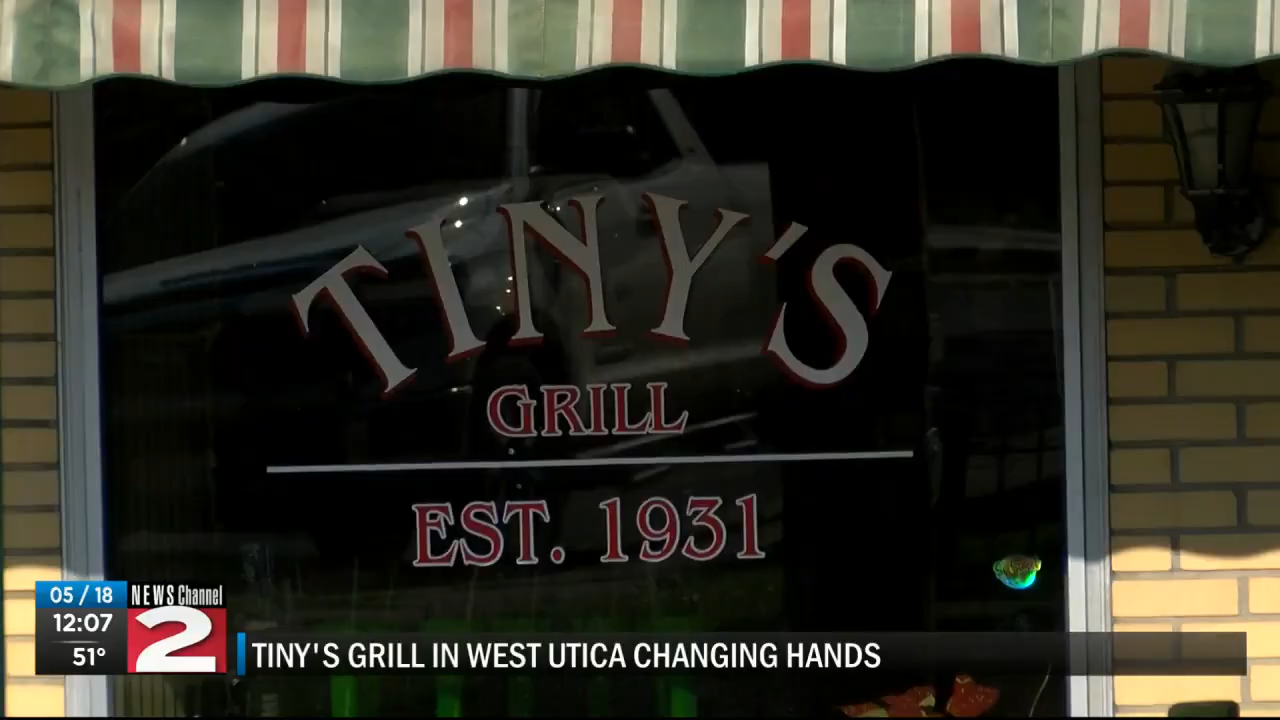 TINY'S
GRILL
EST. 1931
05 / 18
NEWS Channel
12:07
2
51°
TINY'S GRILL IN WEST UTICA CHANGING HANDS